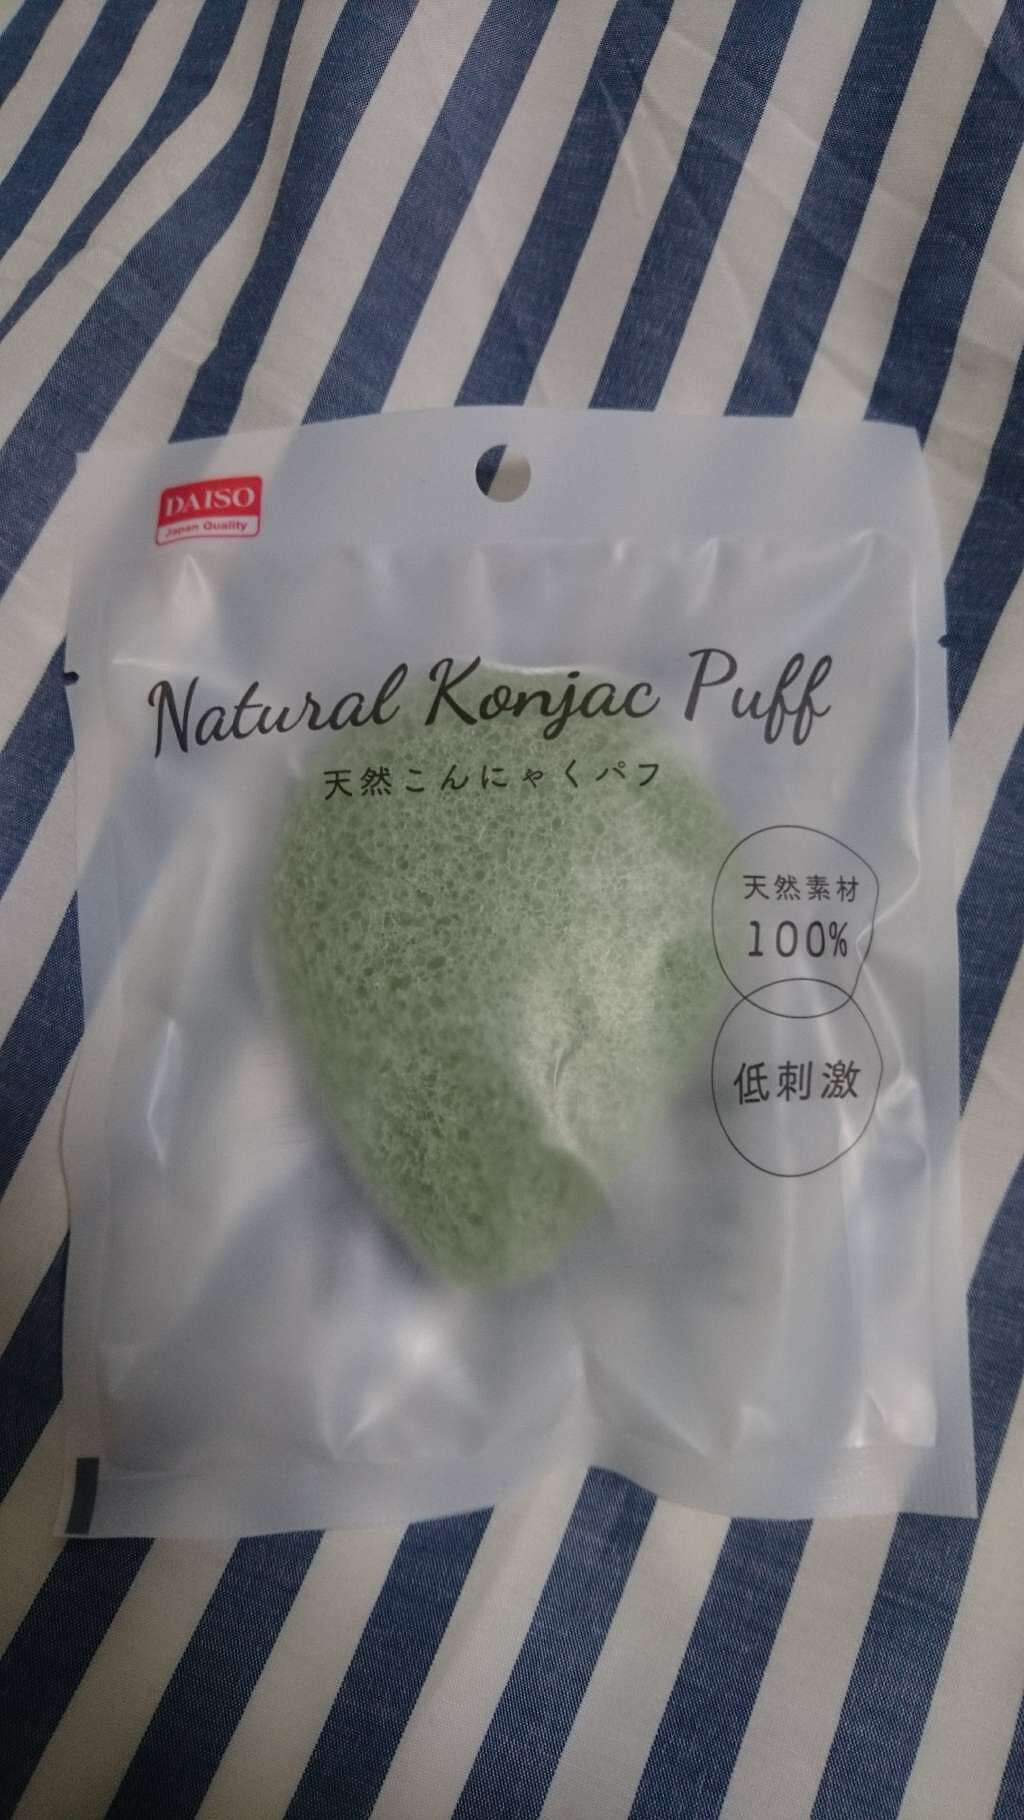 DAISO
Japan Quality
Natural Konjac Puff
天然こんにゃくパフ
天然素材
100%
低刺激